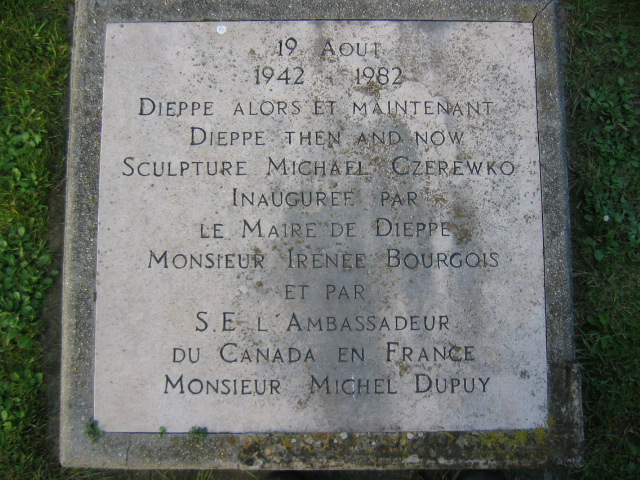 19 AOUT
1942 1982
DIEPPE ALORS ET MAINTENANT
DIEPPE THEN AND NOW
SCULPTURE MICHAEL CZEREWKO
INAUGUREE PAR
LE MAIRE DE DIEPPE
MONSIEUR IRÉNÉE BOURGOIS
ET PAR
S.E L'AMBASSADEUR
DU CANADA EN FRANCE
MONSIEUR MICHEL DUPUY